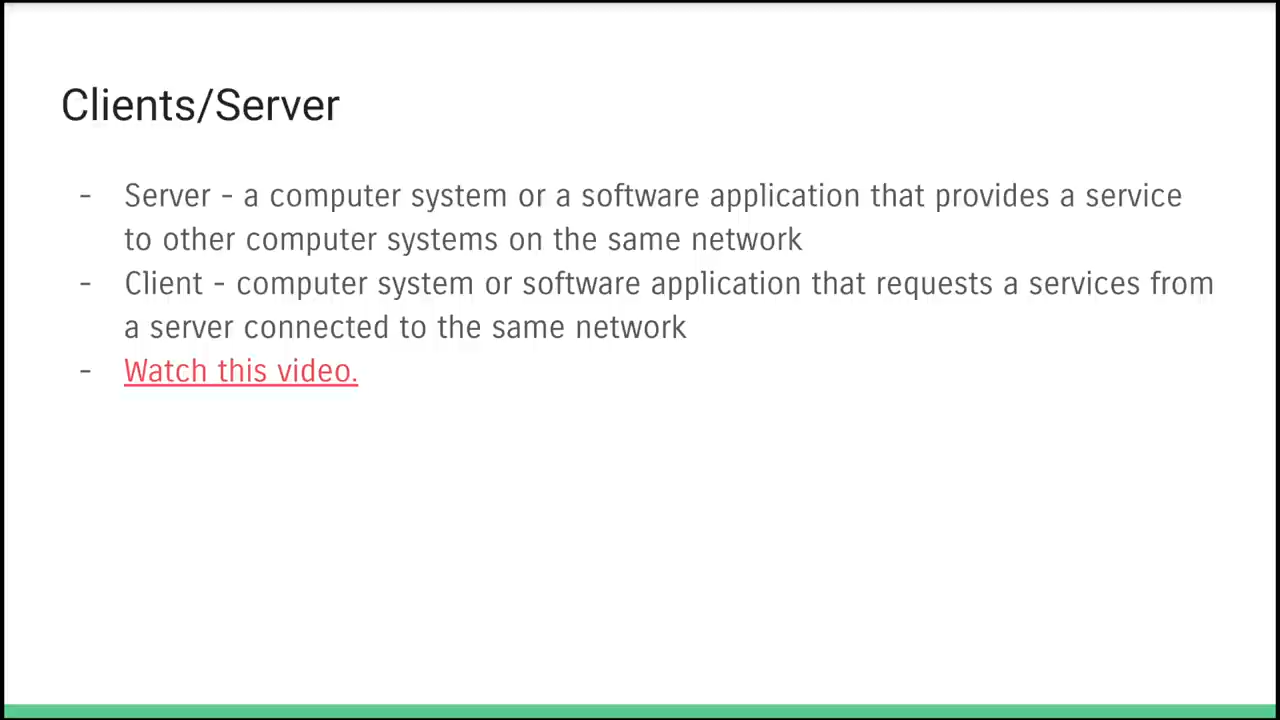 Clients/Server
- Server - a computer system or a software application that provides a service
to other computer systems on the same network
- Client - computer system or software application that requests a services from
a server connected to the same network
- Watch this video.